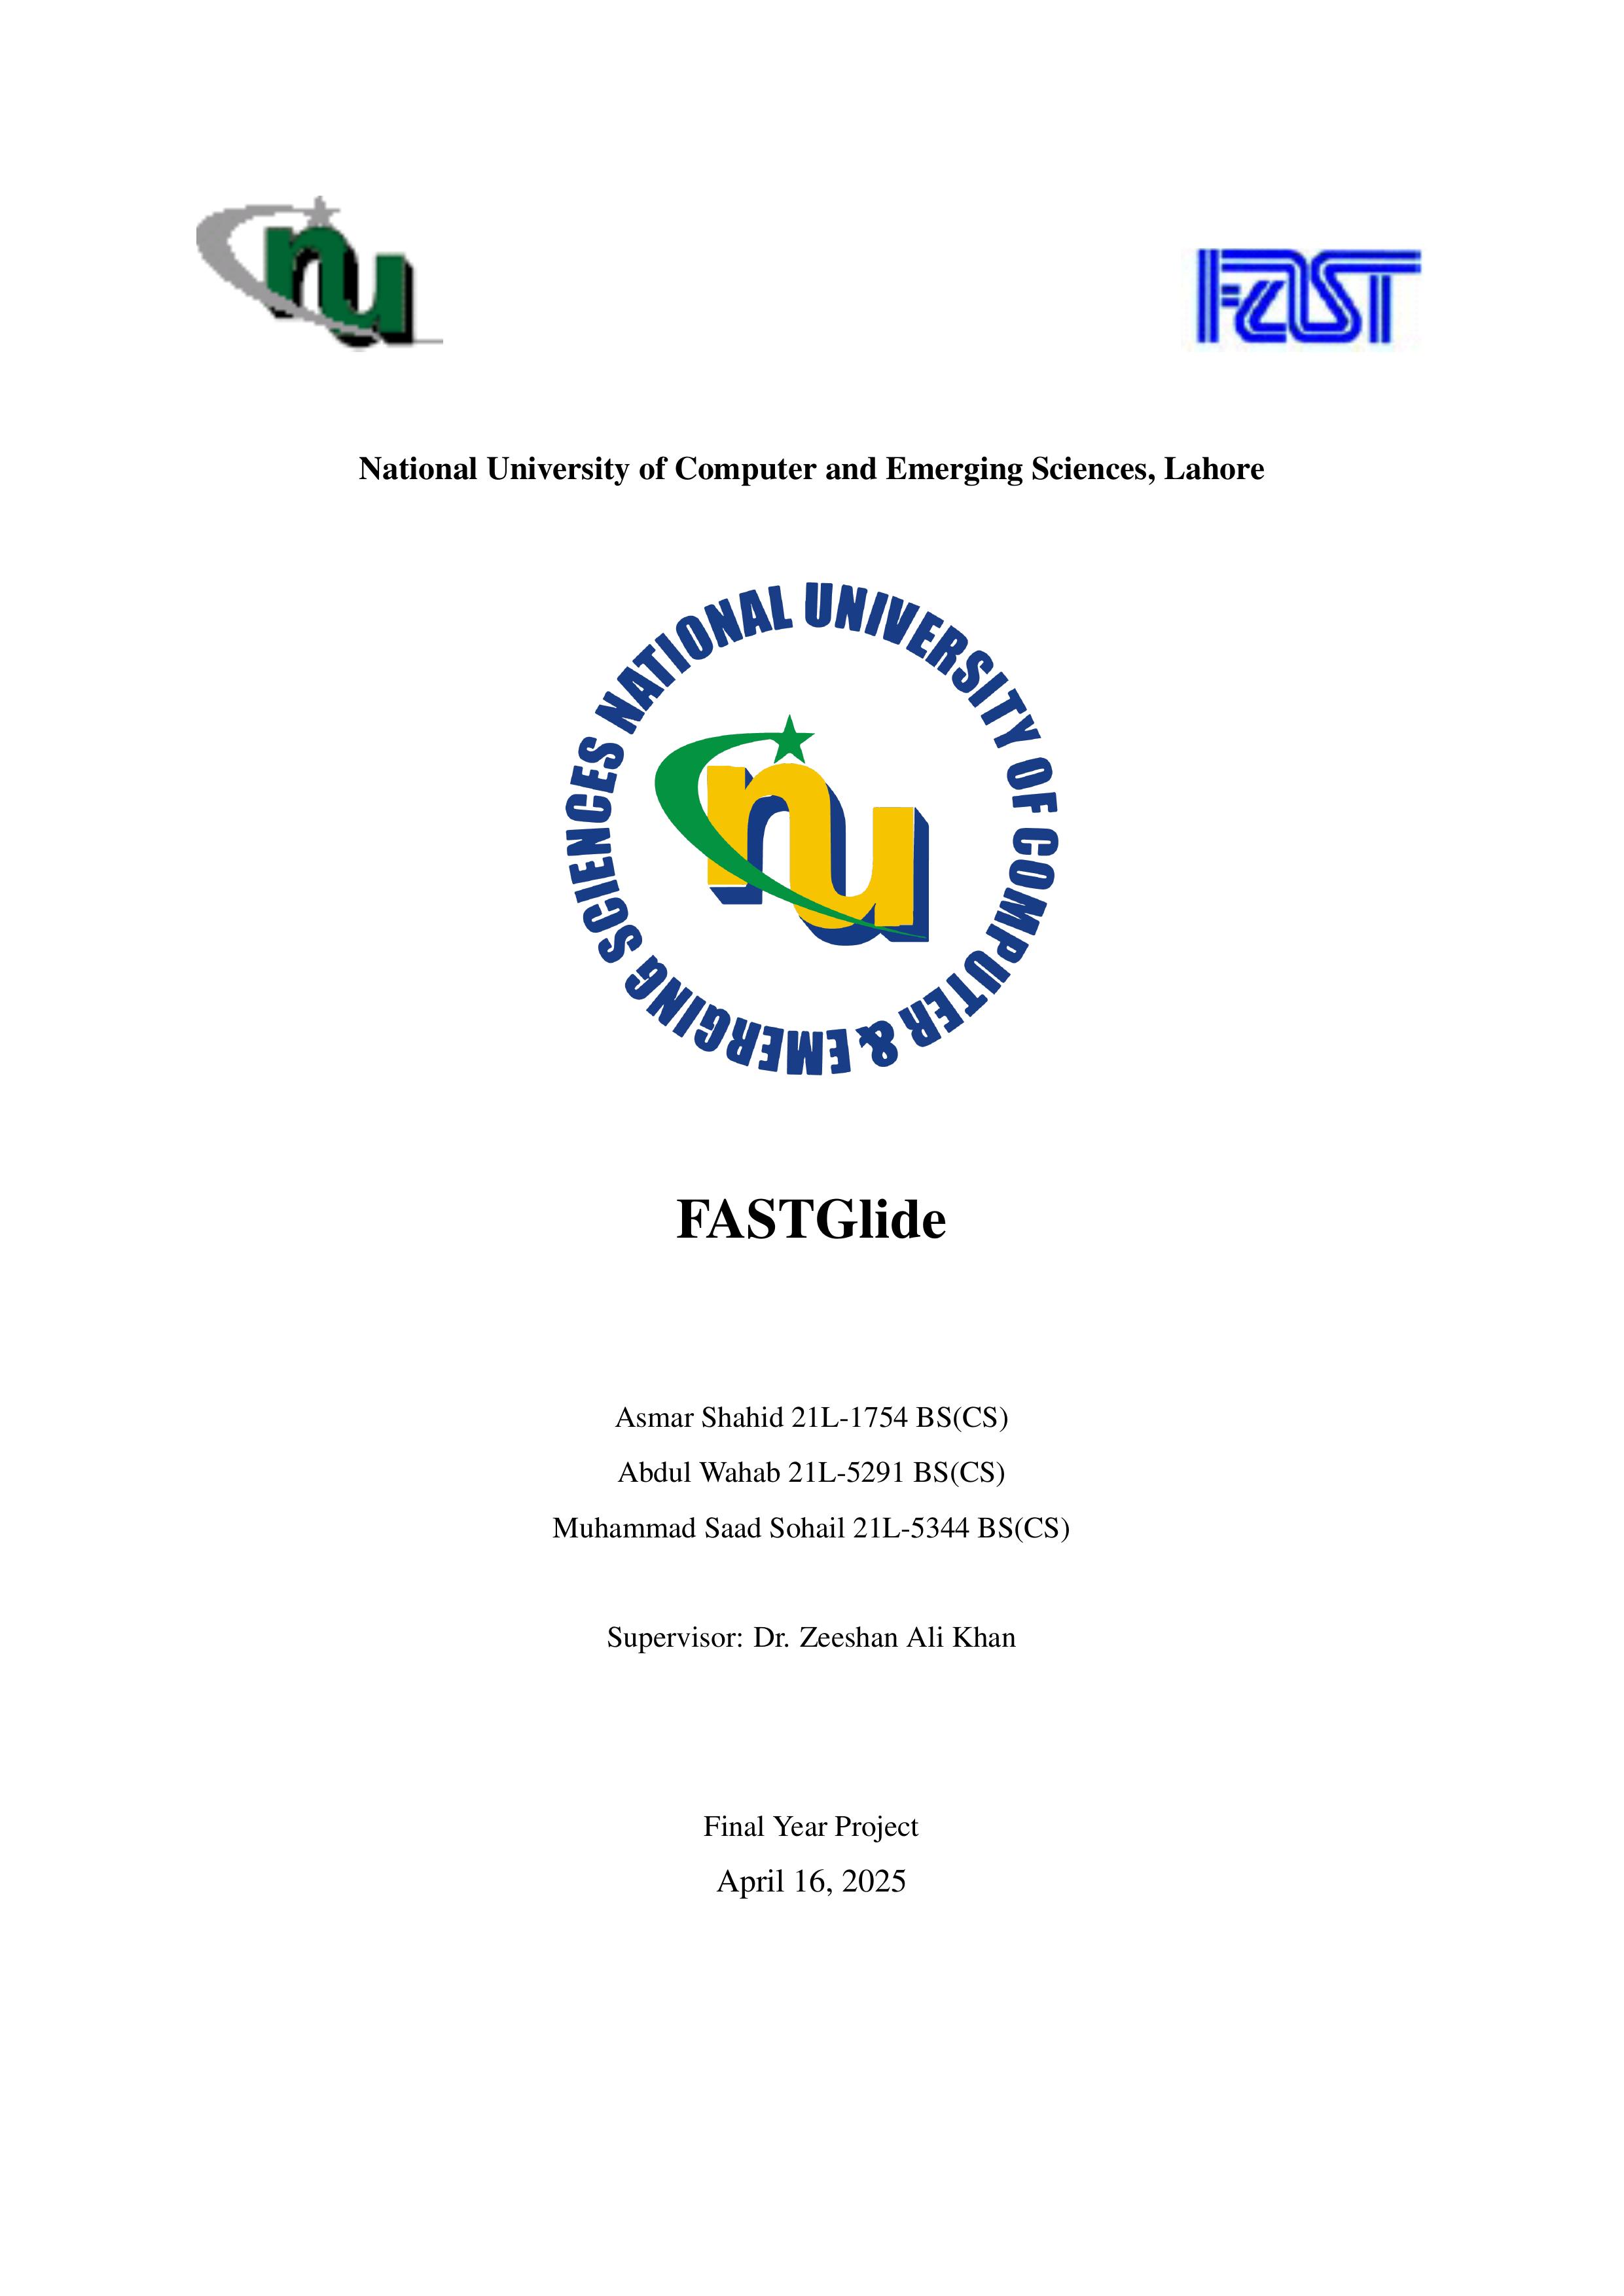 nu
FAST
National University of Computer and Emerging Sciences, Lahore
NATIONAL UNIVERSITY OF COMPUTER & EMERGING SCIENCES
nu
FASTGlide
Asmar Shahid 21L-1754 BS(CS)
Abdul Wahab 21L-5291 BS(CS)
Muhammad Saad Sohail 21L-5344 BS(CS)
Supervisor: Dr. Zeeshan Ali Khan
Final Year Project
April 16, 2025